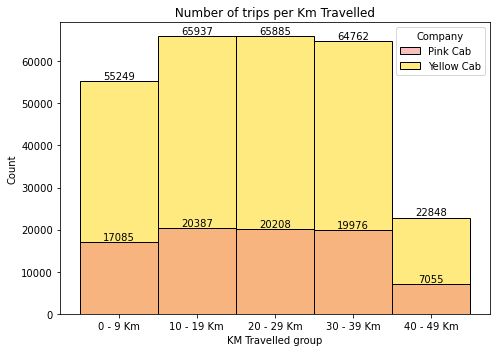 Number of trips per Km Travelled
Company
Pink Cab
Yellow Cab
55249
65937
65885
64762
22848
17085
20387
20208
19976
7055
Count
60000
50000
40000
30000
20000
10000
0
0 - 9 Km
10 - 19 Km
20 - 29 Km
30 - 39 Km
40 - 49 Km
KM Travelled group